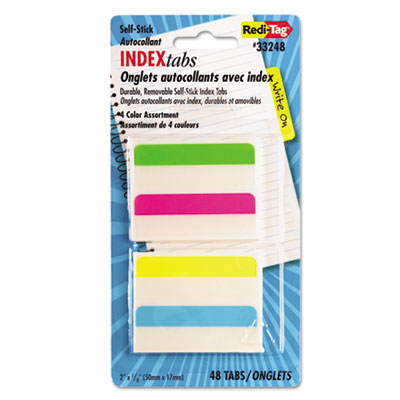 Self-Stick
Autocollant
INDEXtabs
Onglets autocollants avec index
Durable, Removable Self-Stick Index Tabs
Onglets autocollants avec index, durables et amovibles
4 Color Assortment
Assortiment de 4 couleurs
Redi-Tag®
#33248
Write On
48 TABS/ONGLETS